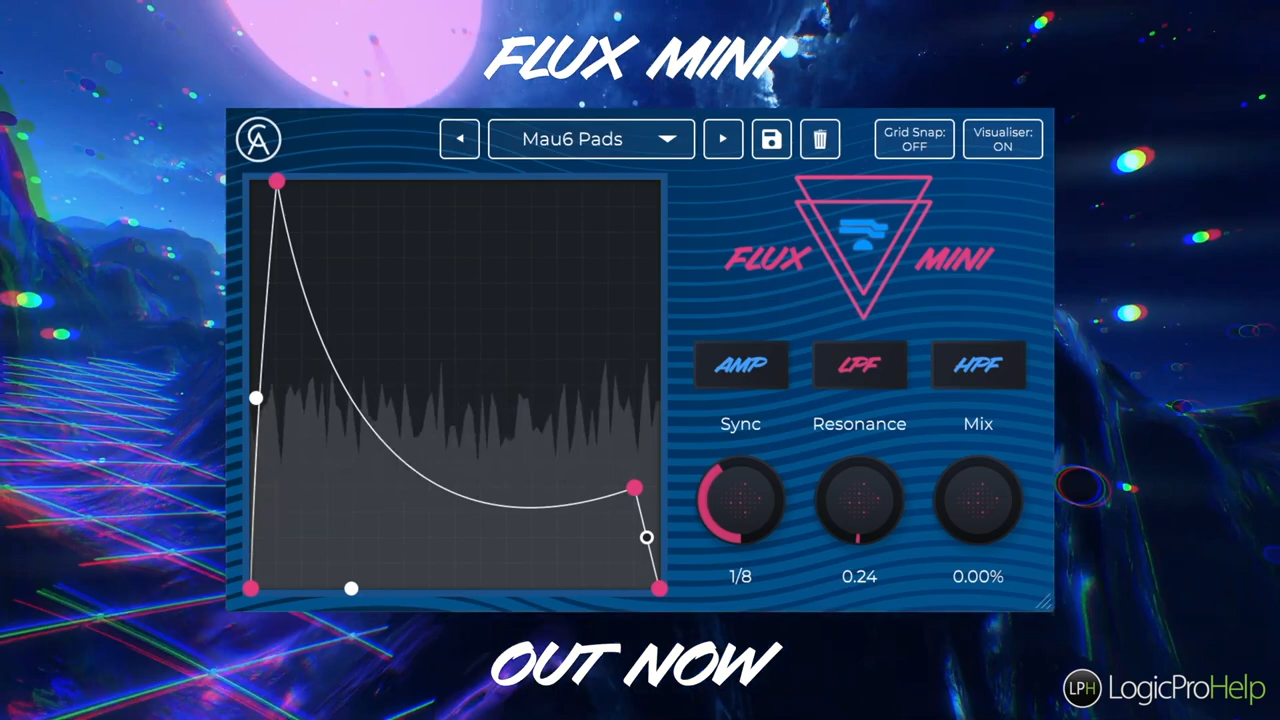 FLUX MINI
CA
Mau6 Pads
Grid Snap:
OFF
Visualiser:
ON
FLUX MINI
AMP LPF HPF
Sync Resonance Mix
1/8 0.24 0.00%
OUT NOW
LPH LogicProHelp